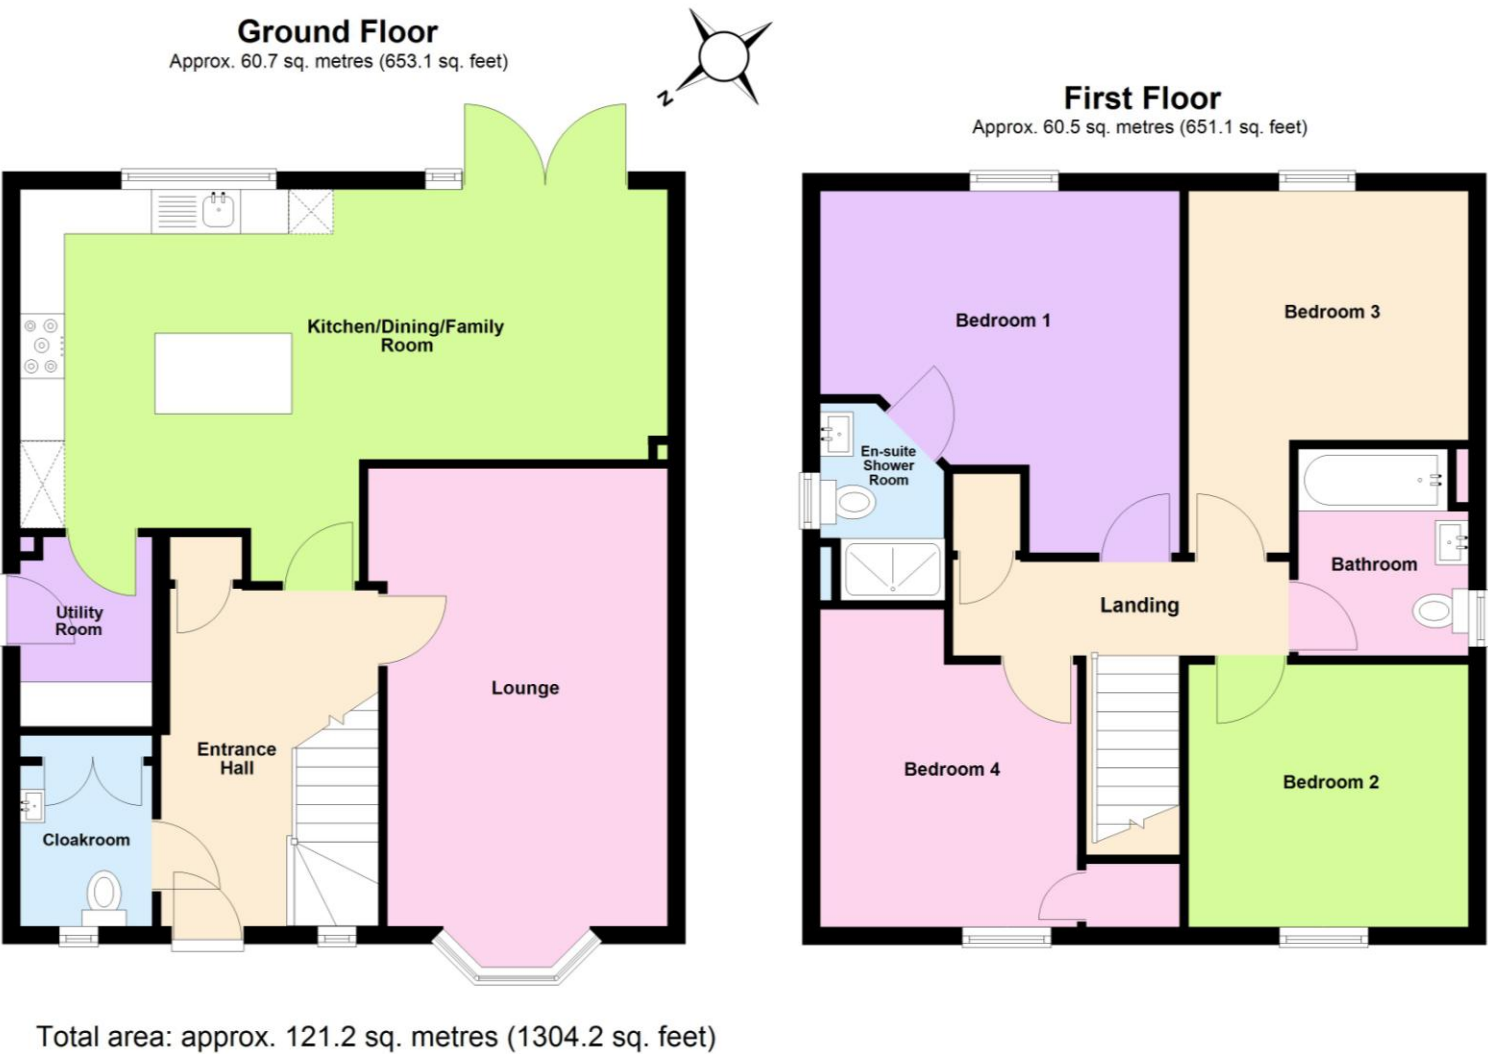 Ground Floor
Approx. 60.7 sq. metres (653.1 sq. feet)
N
First Floor
Approx. 60.5 sq. metres (651.1 sq. feet)
Kitchen/Dining/Family
Room
Utility
Room
Lounge
Entrance
Hall
Cloakroom
Bedroom 1
Bedroom 3
En-suite
Shower
Room
Bathroom
Landing
Bedroom 4
Bedroom 2
Total area: approx. 121.2 sq. metres (1304.2 sq. feet)